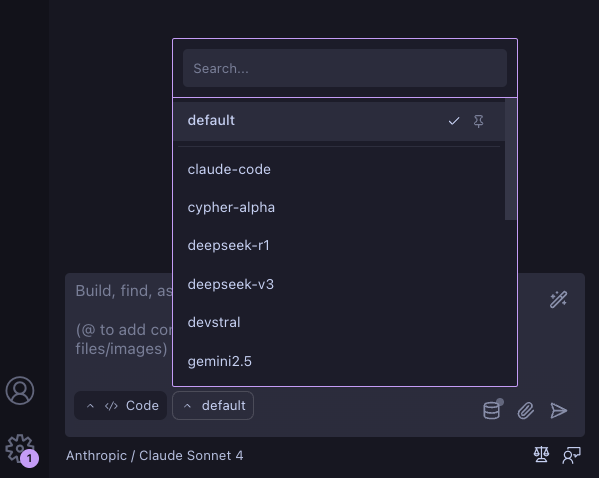 Search...
default
claude-code
cypher-alpha
deepseek-r1
deepseek-v3
devstral
gemini2.5
Build, find, as
(@ to add con
files/images)
Code
default
1
Anthropic / Claude Sonnet 4